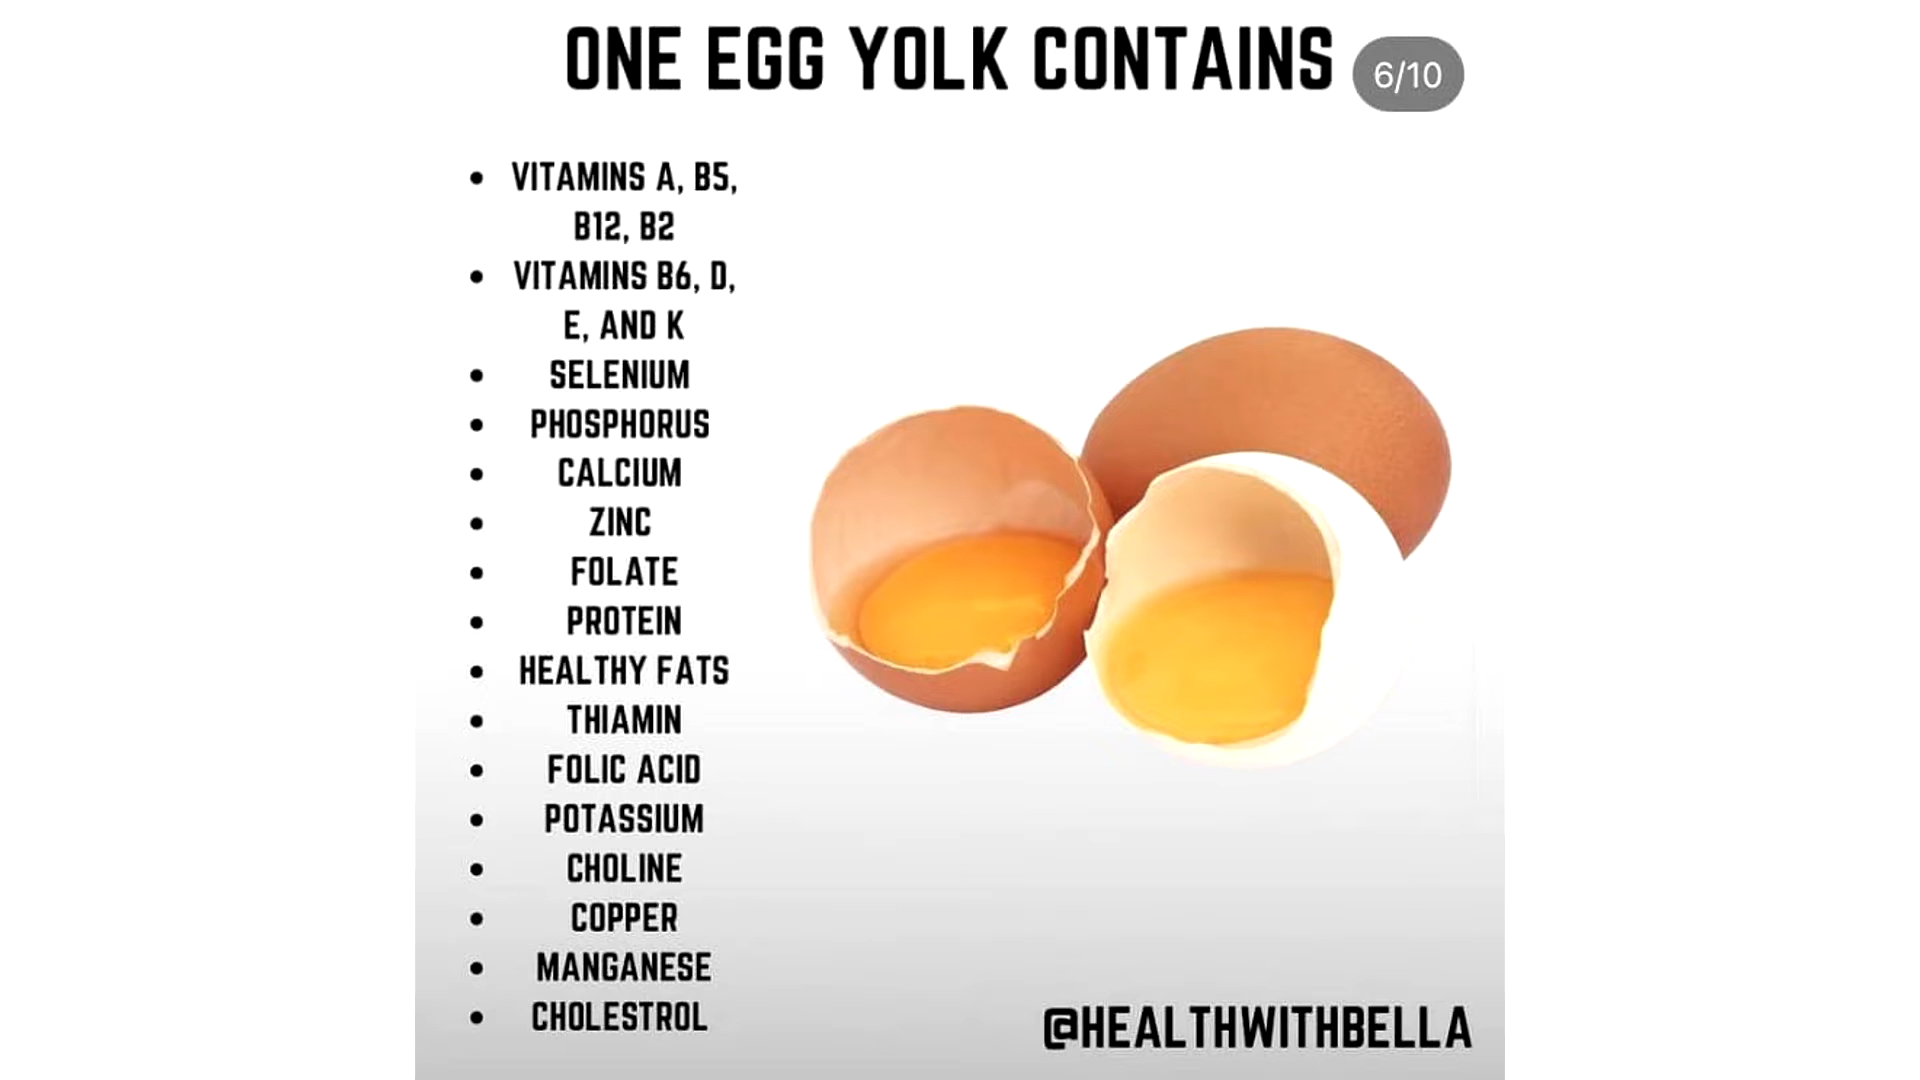 ONE EGG YOLK CONTAINS
6/10
• VITAMINS A, B5,
B12, B2
• VITAMINS B6, D,
E, AND K
• SELENIUM
• PHOSPHORUS
• CALCIUM
• ZINC
• FOLATE
• PROTEIN
• HEALTHY FATS
• THIAMIN
• FOLIC ACID
• POTASSIUM
• CHOLINE
• COPPER
• MANGANESE
• CHOLESTROL
@HEALTHWITHBELLA